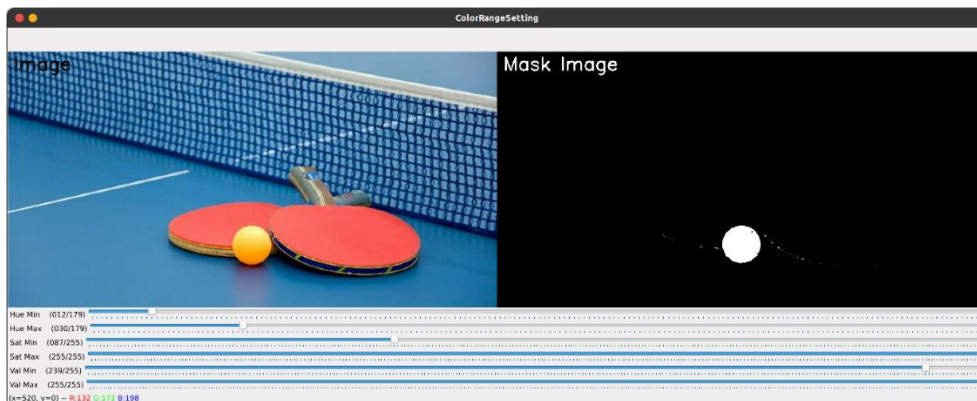 ColorRangeSetting
Image
Mask Image
Hue Min (012/179)
Hue Max (030/179)
Sat Min (087/255)
Sat Max (255/255)
Val Min (239/255)
Val Max (255/255)
(x=520, y=0) ~ R:132 G:172 B:198